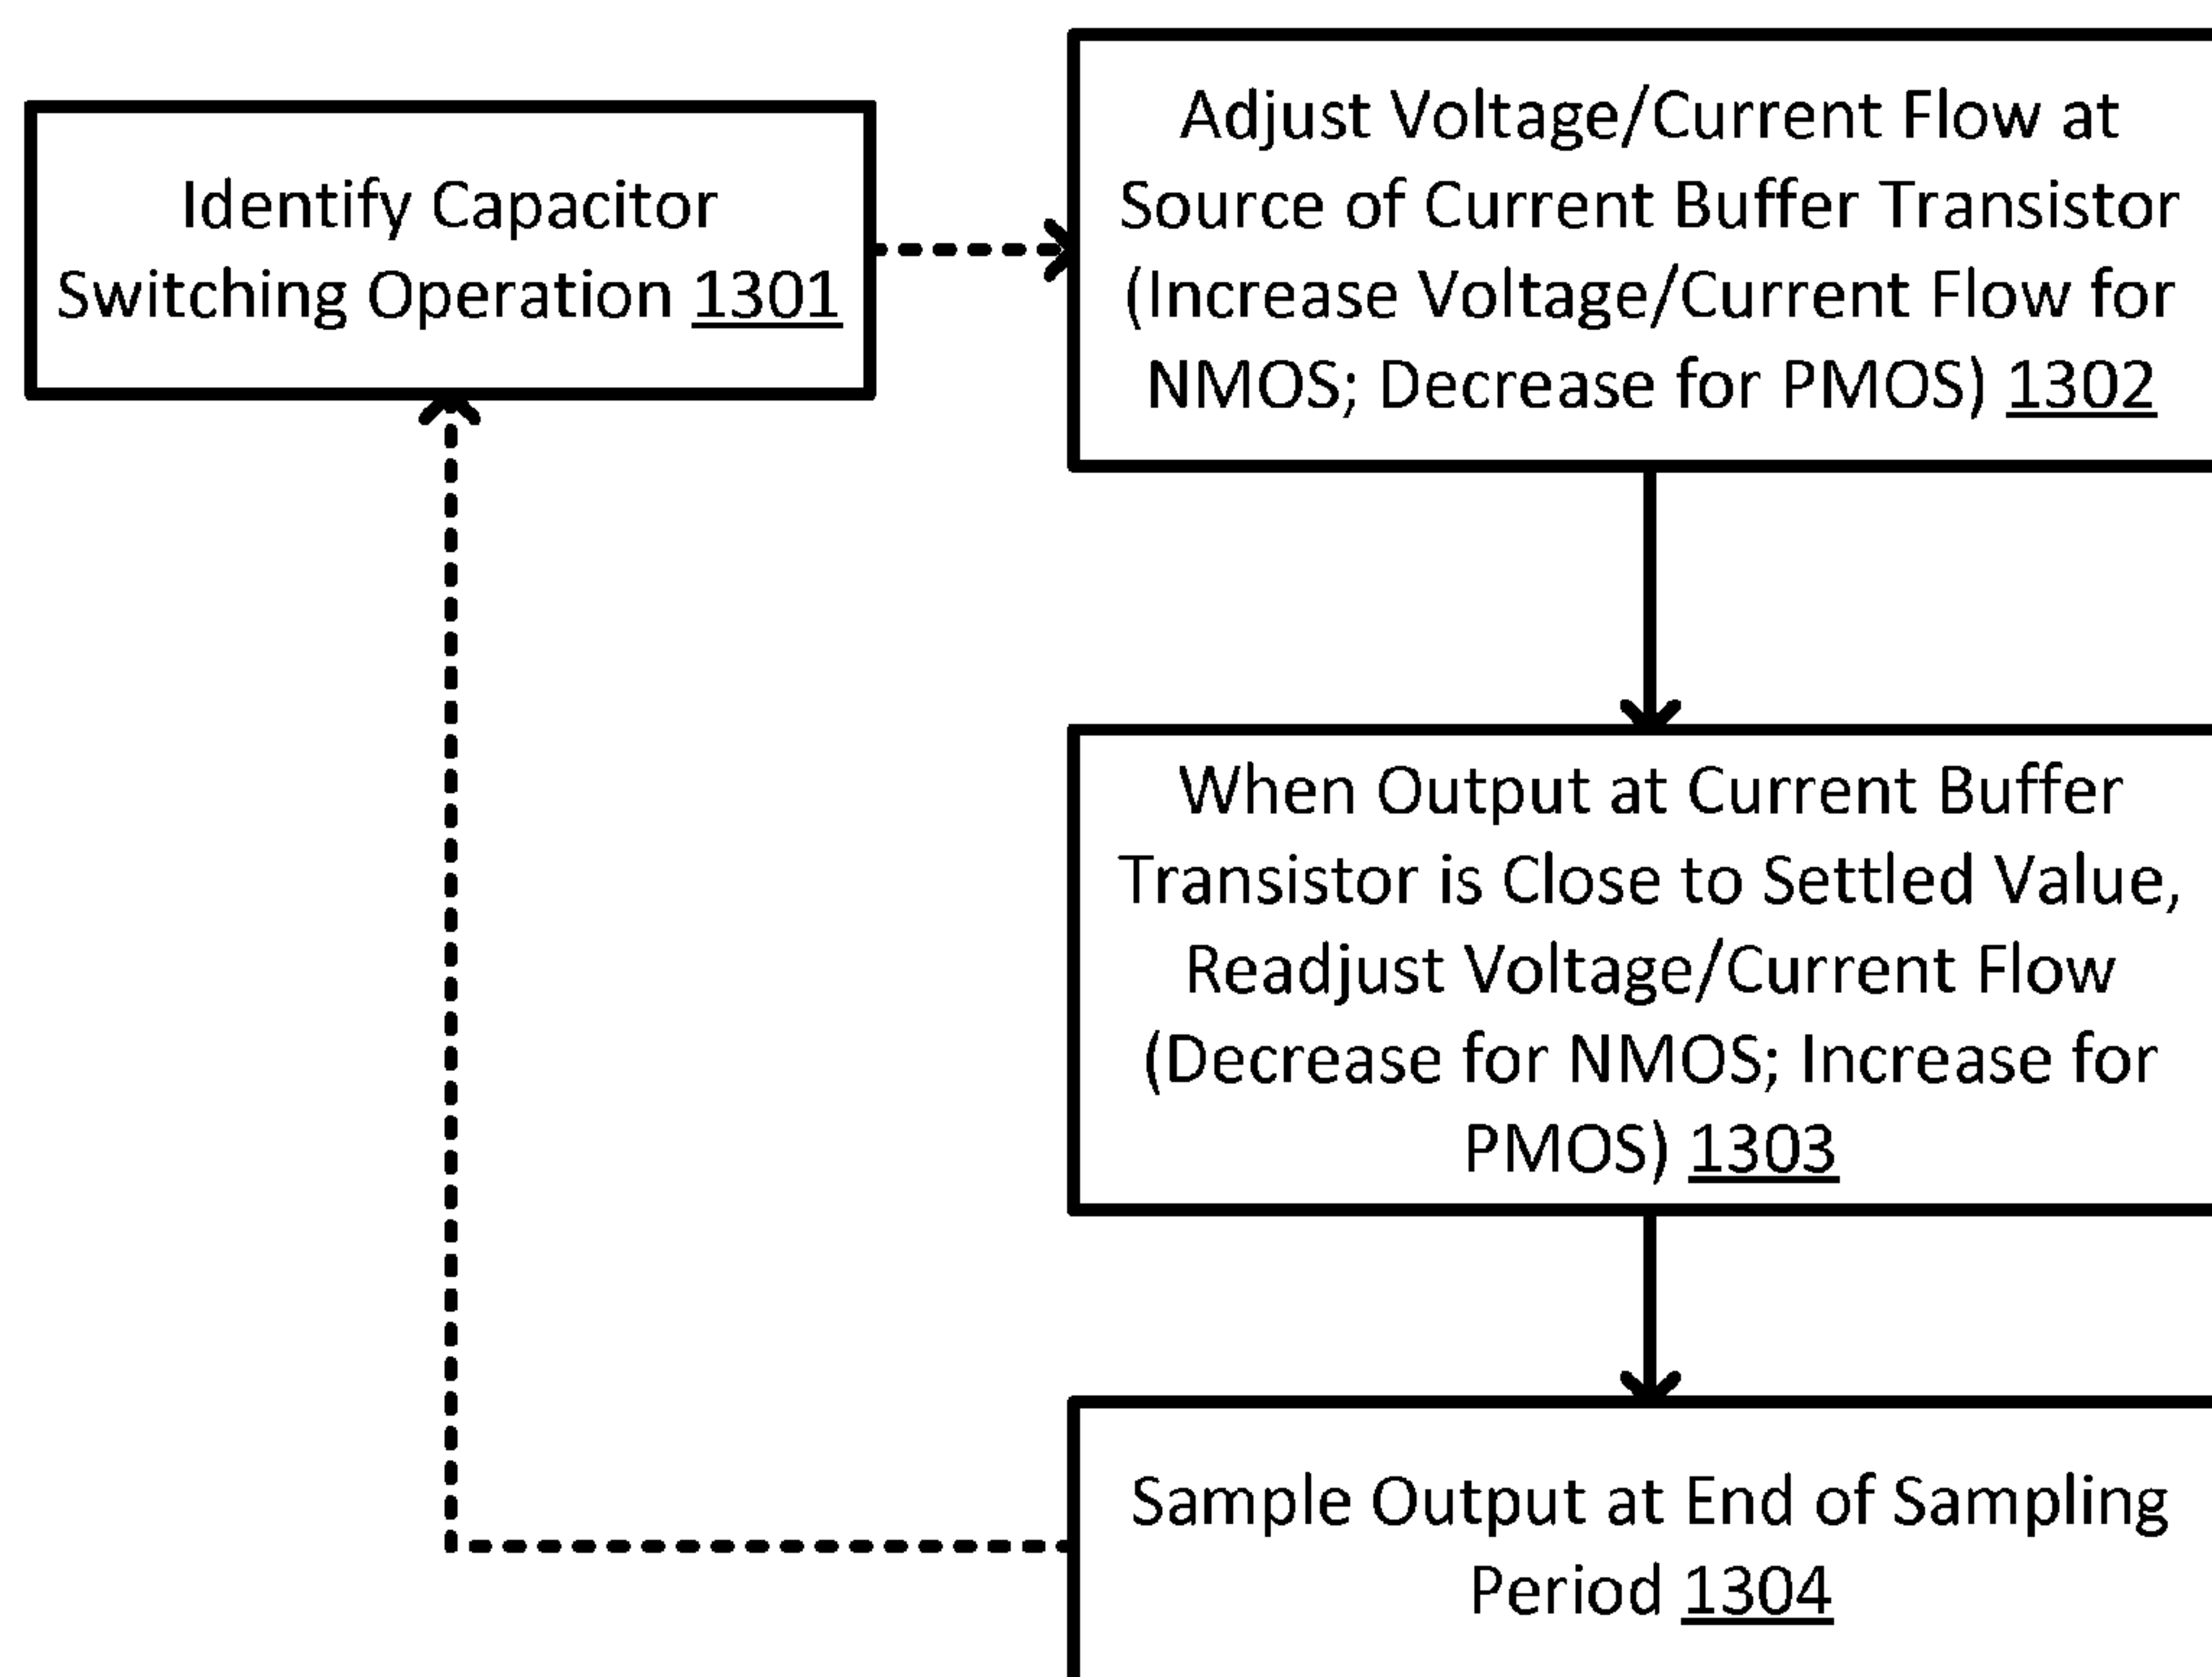 Identify Capacitor
Switching Operation 1301
Adjust Voltage/Current Flow at
Source of Current Buffer Transistor
(Increase Voltage/Current Flow for
NMOS; Decrease for PMOS) 1302
When Output at Current Buffer
Transistor is Close to Settled Value,
Readjust Voltage/Current Flow
(Decrease for NMOS; Increase for
PMOS) 1303
Sample Output at End of Sampling
Period 1304